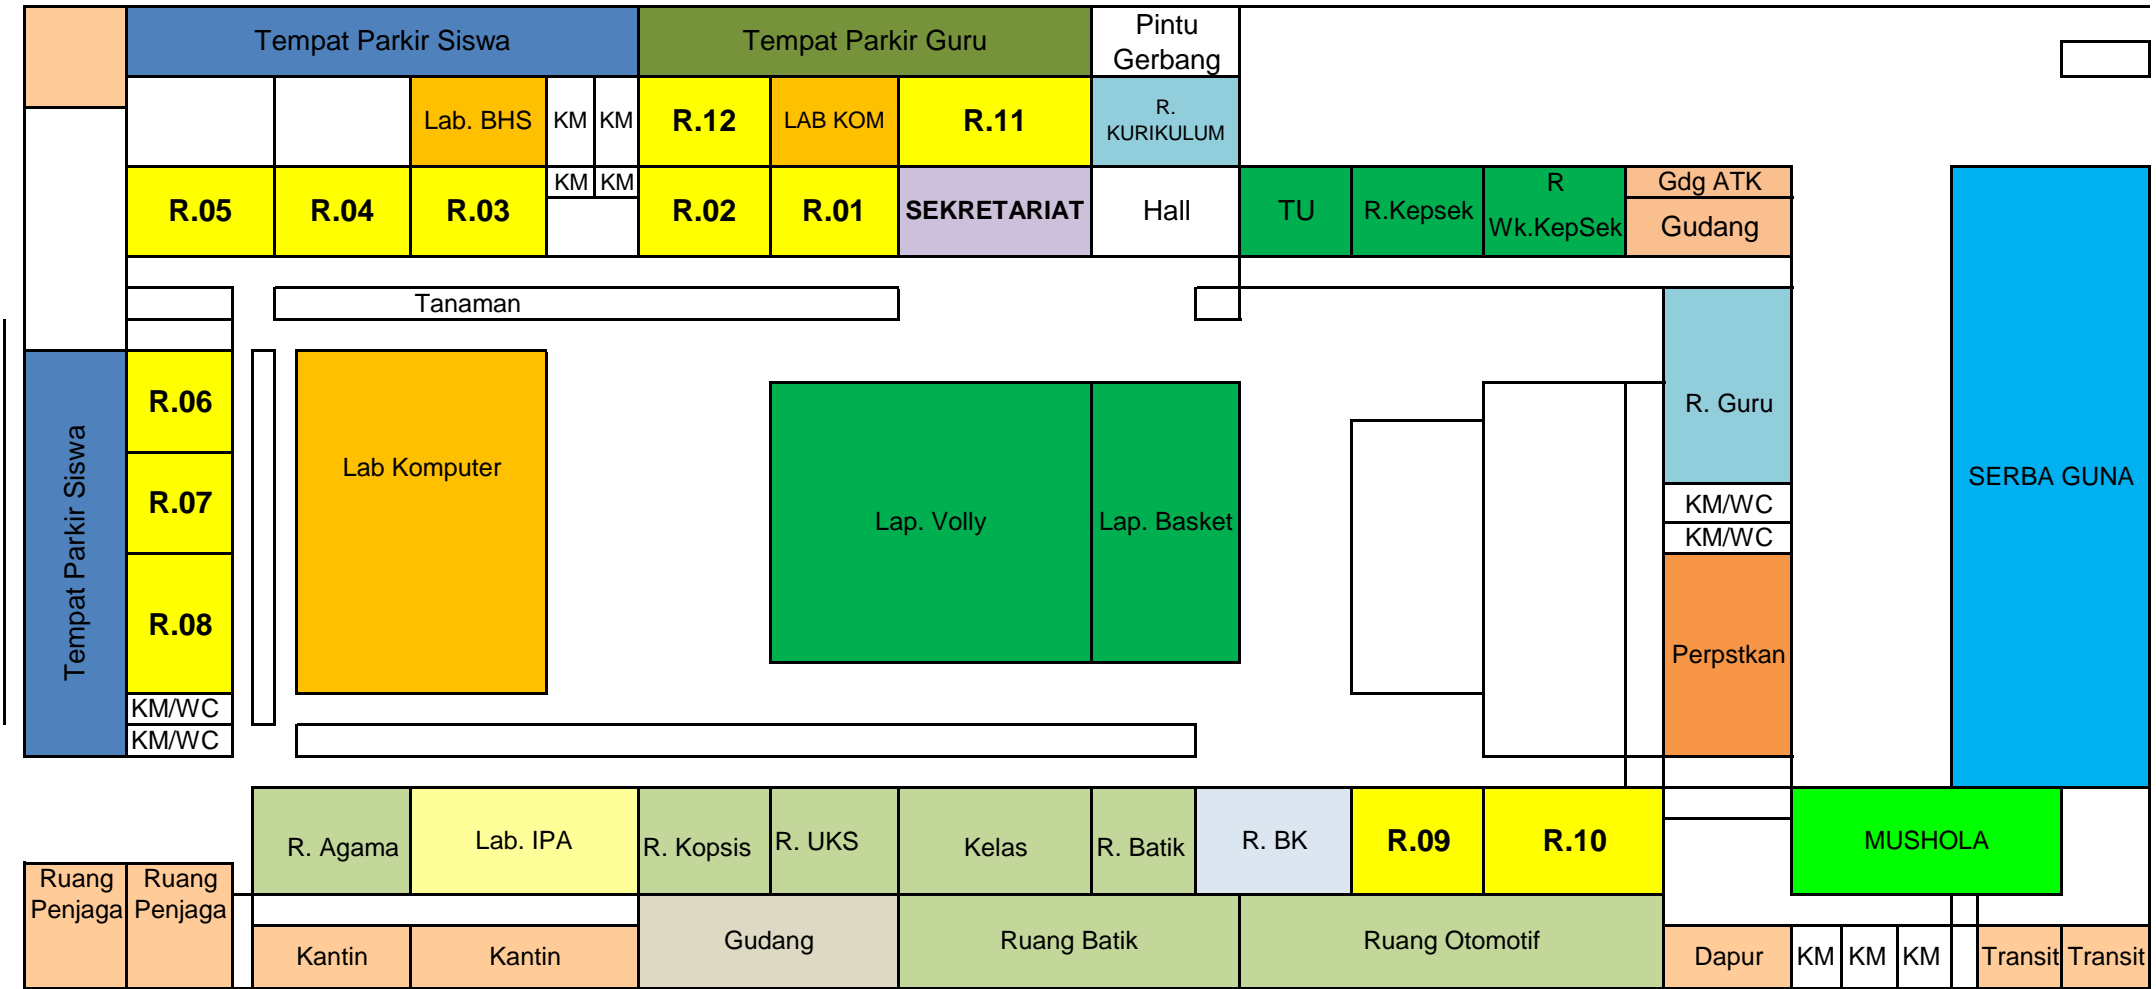 Tempat Parkir Siswa
Tempat Parkir Guru
Pintu
Gerbang
Lab. BHS
KM
KM
R.12
LAB KOM
R.11
R.
KURIKULUM
R.05
R.04
R.03
KM
KM
R.02
R.01
SEKRETARIAT
Hall
TU
R.Kepsek
R
Wk.KepSek
Gdg ATK
Gudang
Tanaman
Tempat Parkir Siswa
R.06
R.07
R.08
KM/WC
KM/WC
Lab Komputer
Lap. Volly
Lap. Basket
R. Guru
KM/WC
KM/WC
Perpstkan
SERBA GUNA
R. Agama
Lab. IPA
R. Kopsis
R. UKS
Kelas
R. Batik
R. BK
R.09
R.10
MUSHOLA
Ruang
Penjaga
Ruang
Penjaga
Kantin
Kantin
Gudang
Ruang Batik
Ruang Otomotif
Dapur
KM
KM
KM
Transit
Transit